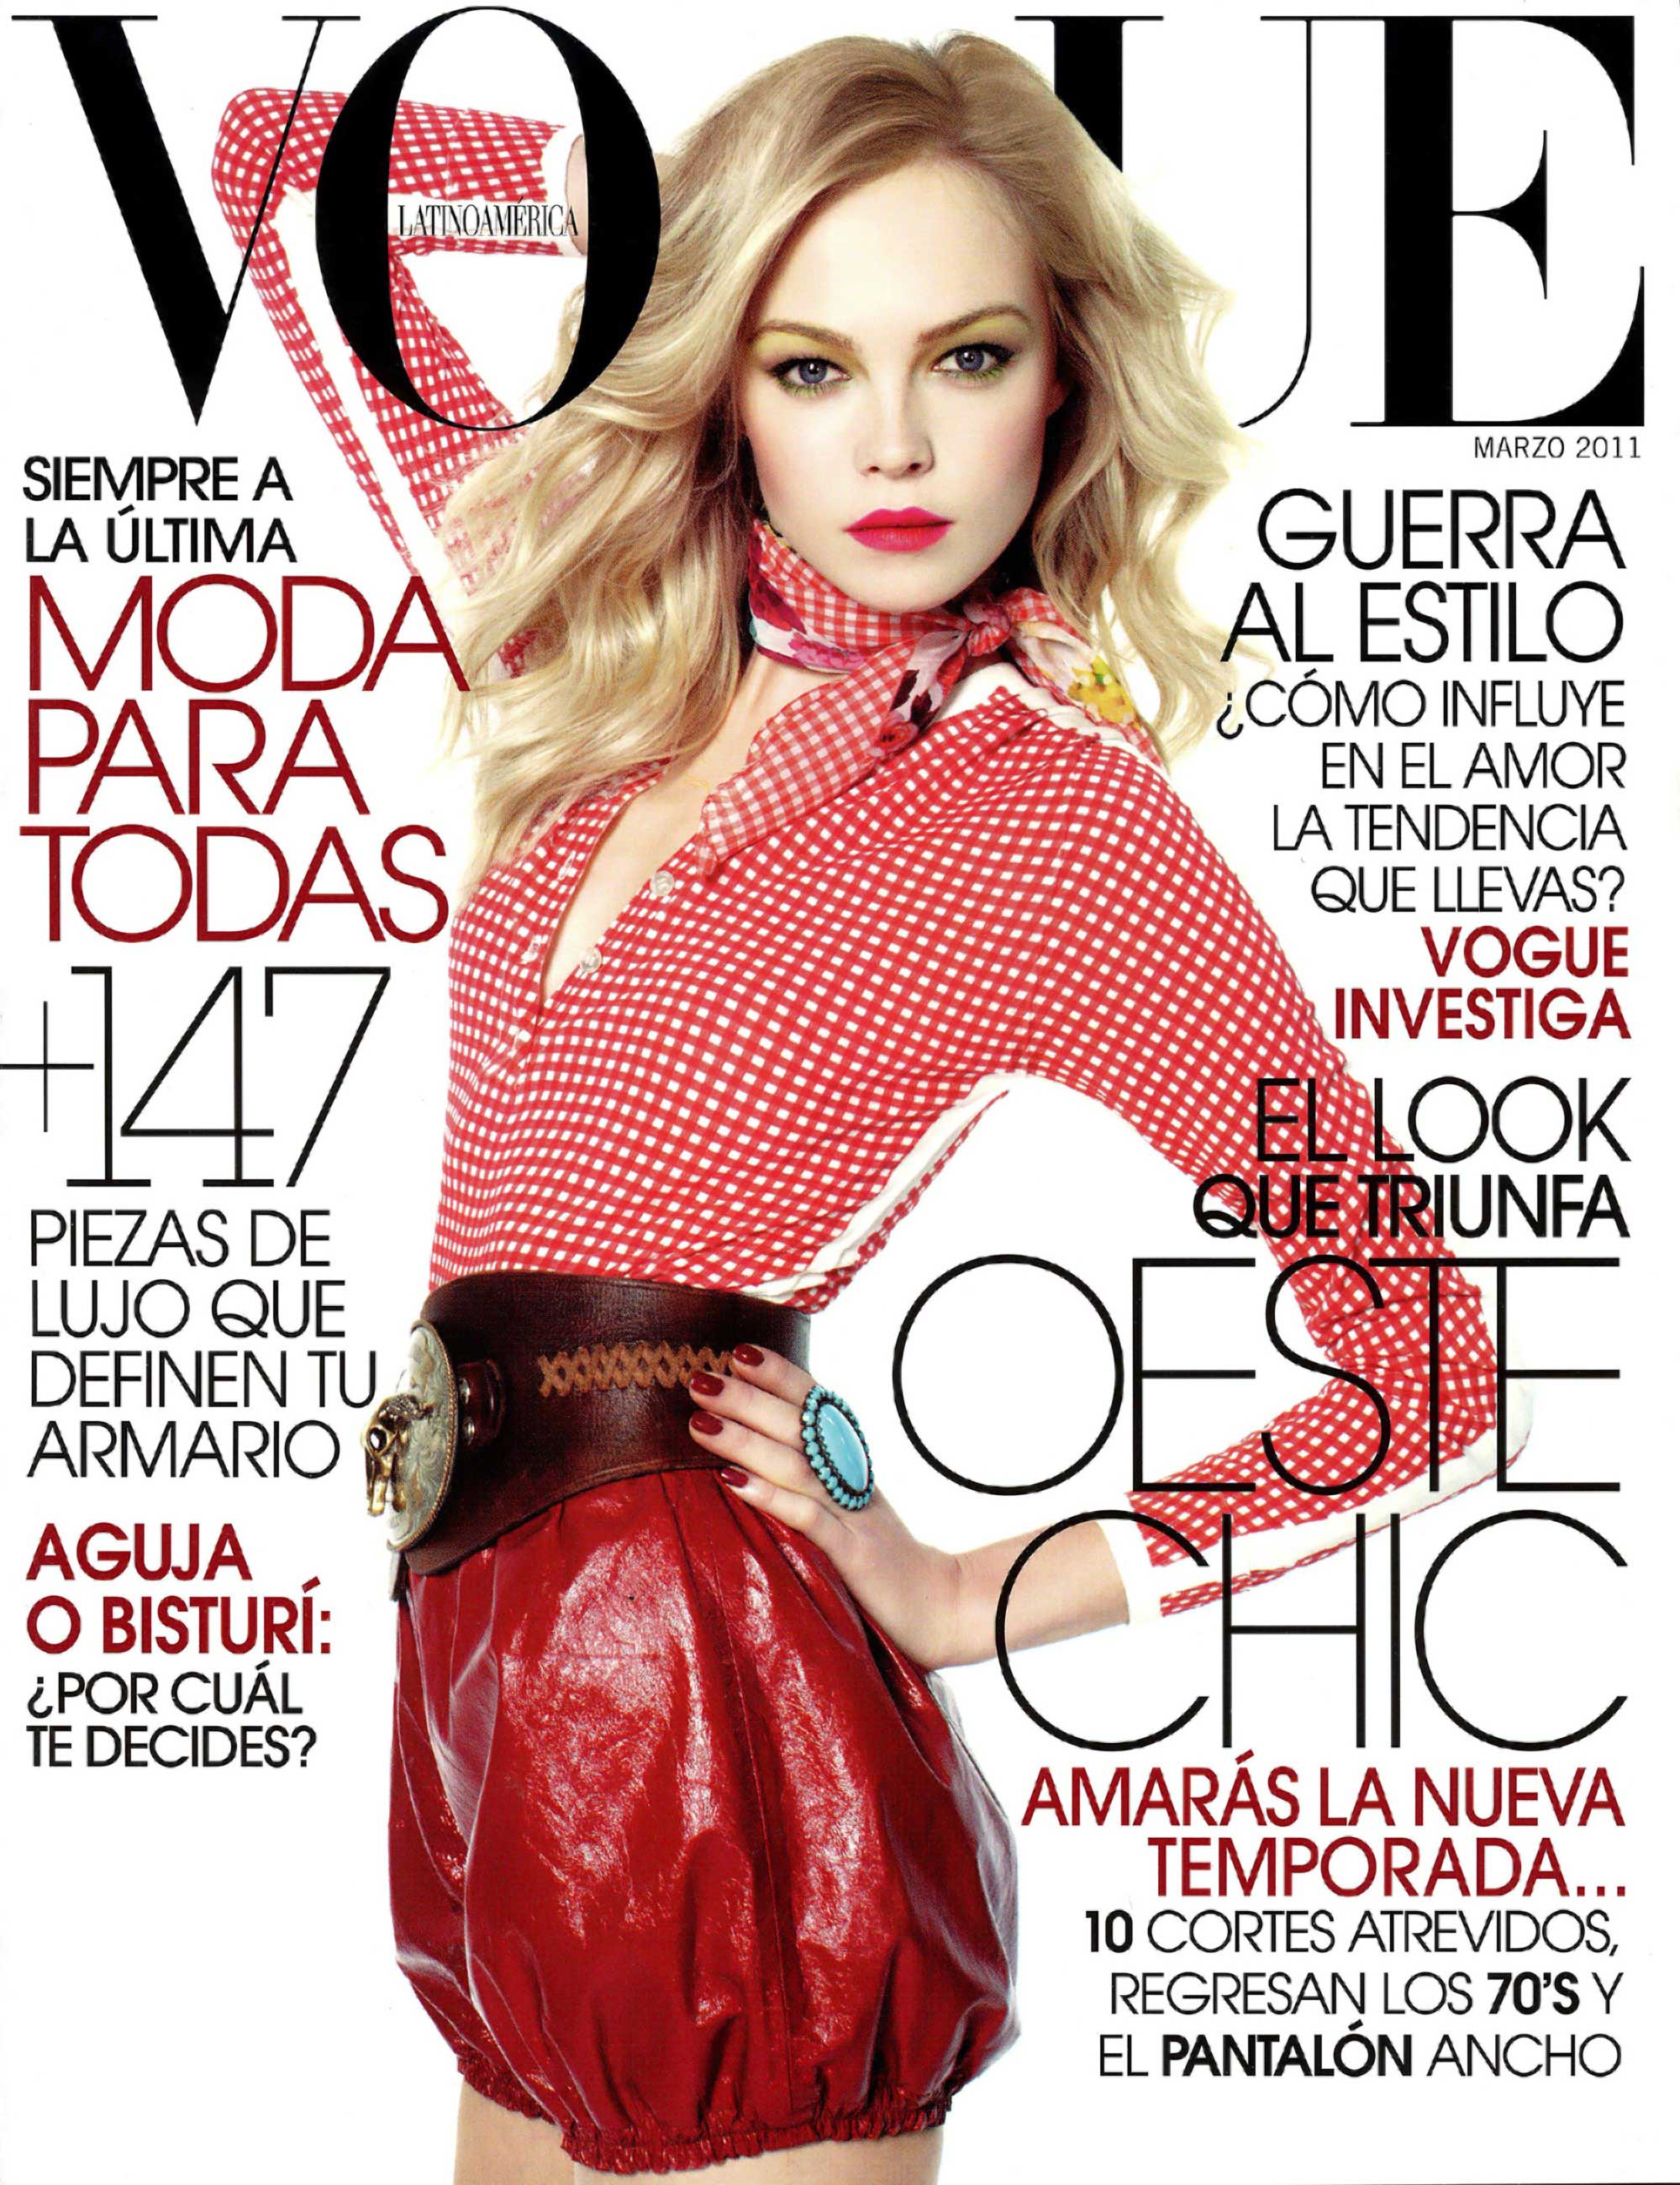 VOGUE
LATINOAMÉRICA
MARZO 2011
SIEMPRE A
LA ÚLTIMA
MODA
PARA
TODAS
+147
PIEZAS DE
LUJO QUE
DEFINEN TU
ARMARIO
AGUJA
O BISTURÍ:
¿POR CUÁL
TE DECIDES?
GUERRA
AL ESTILO
¿CÓMO INFLUYE
EN EL AMOR
LA TENDENCIA
QUE LLEVAS?
VOGUE
INVESTIGA
EL LOOK
QUE TRIUNFA
OESTE
CHIC
AMARÁS LA NUEVA
TEMPORADA...
10 CORTES ATREVIDOS,
REGRESAN LOS 70'S Y
EL PANTALÓN ANCHO